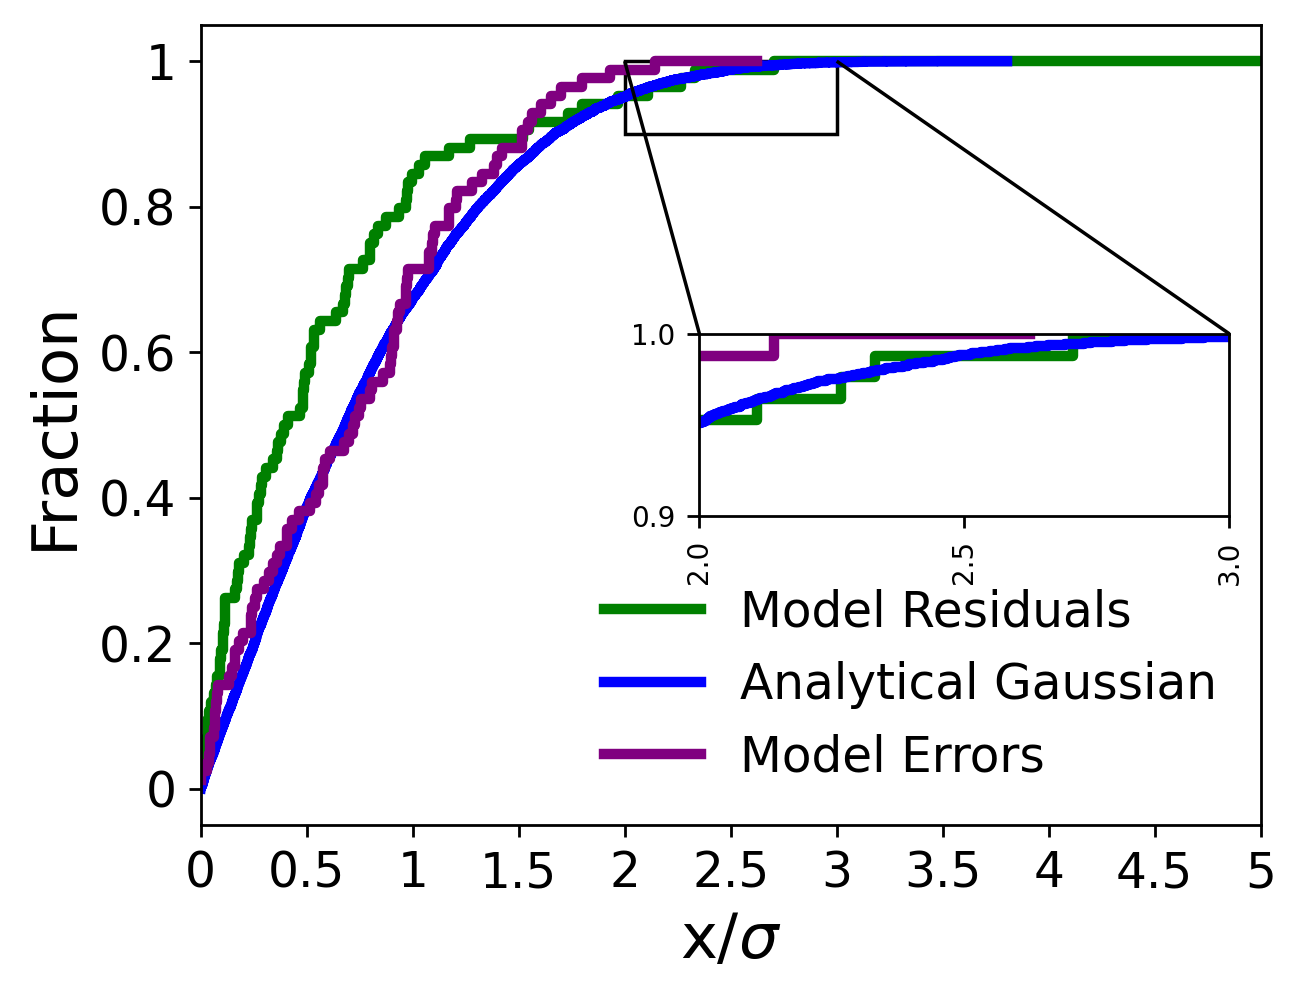 1
0.8
0.6
0.4
0.2
0
Fraction
0 0.5 1 1.5 2 2.5 3 3.5 4 4.5 5
x/σ
1.0
0.9
2.0 2.5 3.0
Model Residuals
Analytical Gaussian
Model Errors